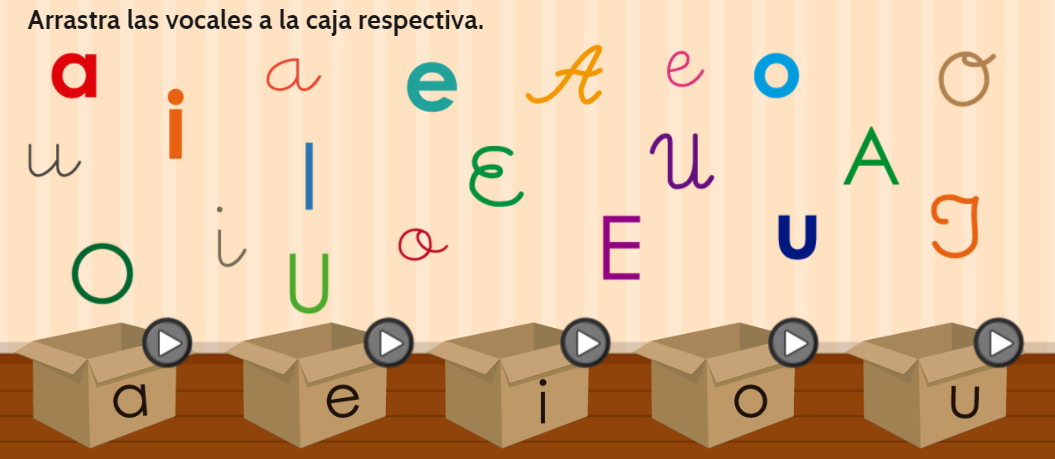 Arrastra las vocales a la caja respectiva.
a i a e A e o O
u I E U A
O i U o E u I
a e i o u